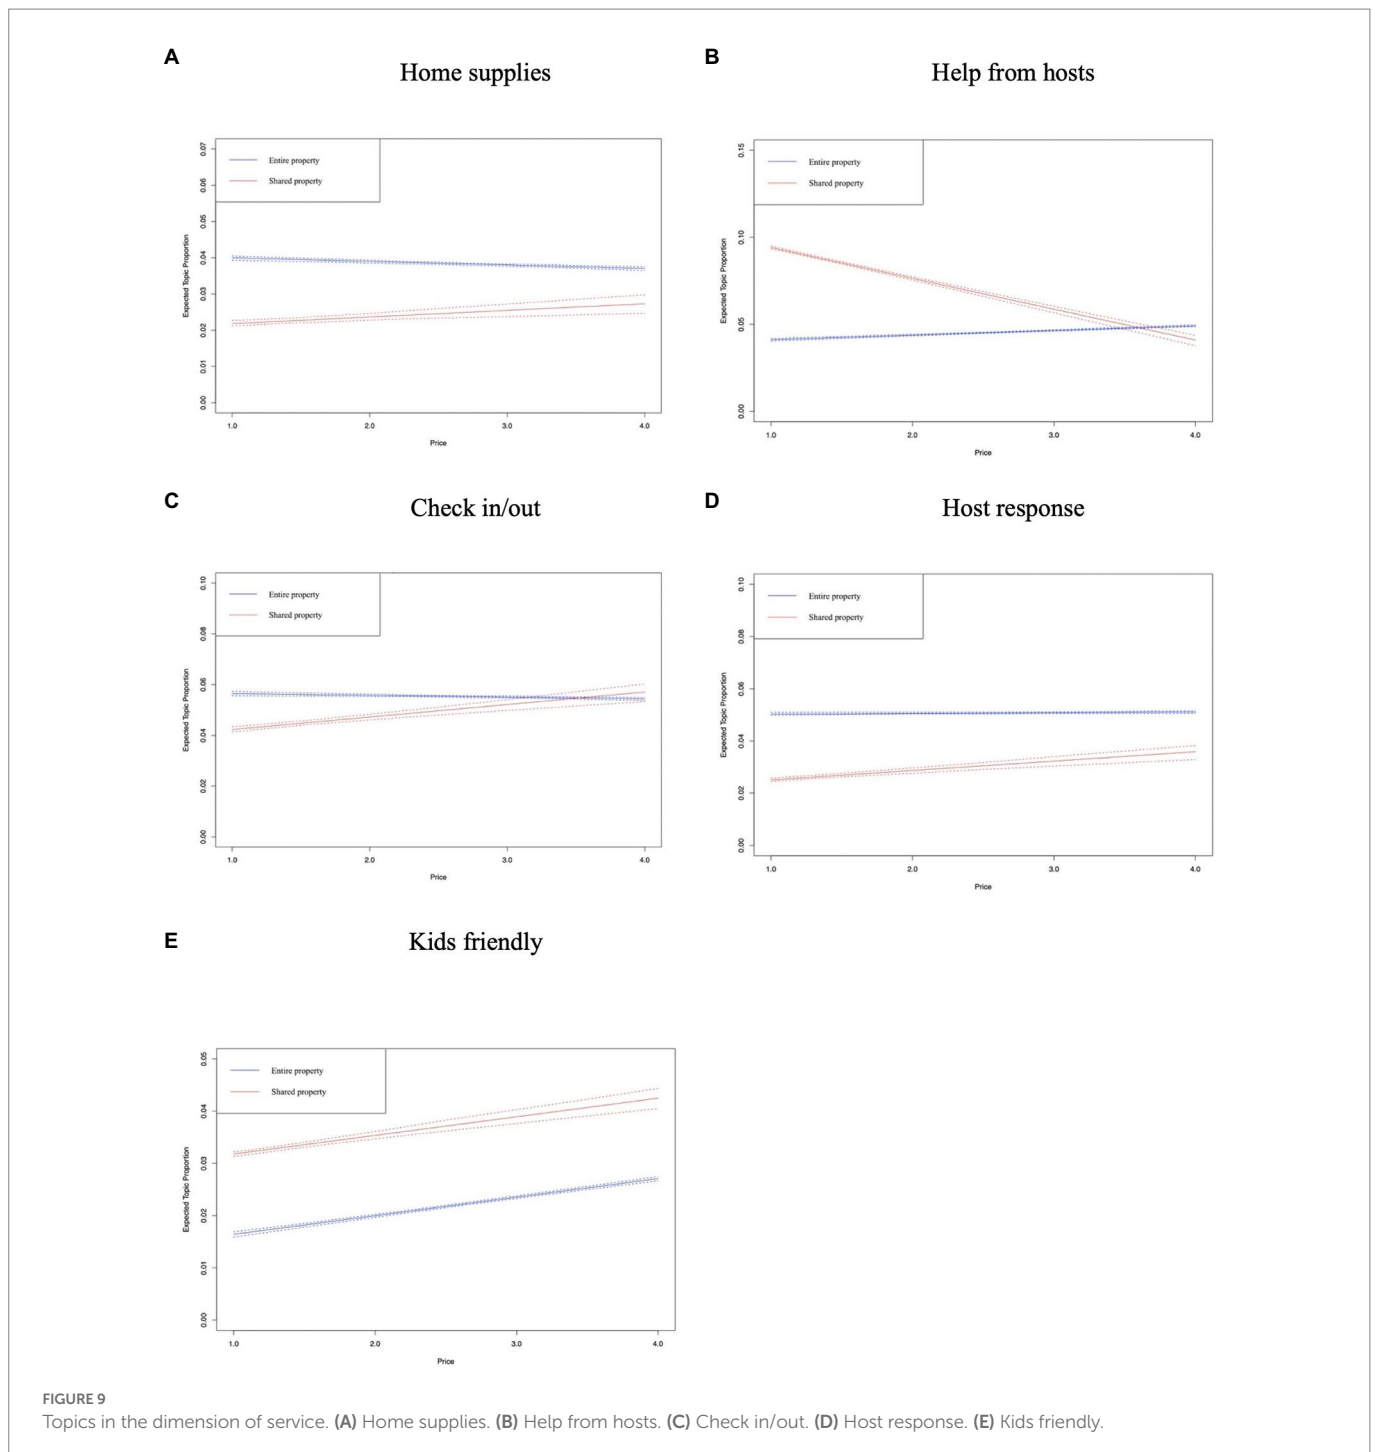 A
Home supplies
0.07
0.06
0.05
0.04
0.03
0.02
0.01
0.00
Expected Topic Proportion
Entire property
Shared property
1.0 2.0 3.0 4.0
Price
B
Help from hosts
0.15
0.10
0.05
0.00
Expected Topic Proportion
Entire property
Shared property
1.0 2.0 3.0 4.0
Price
C
Check in/out
0.10
0.08
0.06
0.04
0.02
0.00
Expected Topic Proportion
Entire property
Shared property
1.0 2.0 3.0 4.0
Price
D
Host response
0.10
0.08
0.06
0.04
0.02
0.00
Expected Topic Proportion
Entire property
Shared property
1.0 2.0 3.0 4.0
Price
E
Kids friendly
0.05
0.04
0.03
0.02
0.01
0.00
Expected Topic Proportion
Entire property
Shared property
1.0 2.0 3.0 4.0
Price
FIGURE 9
Topics in the dimension of service. (A) Home supplies. (B) Help from hosts. (C) Check in/out. (D) Host response. (E) Kids friendly.